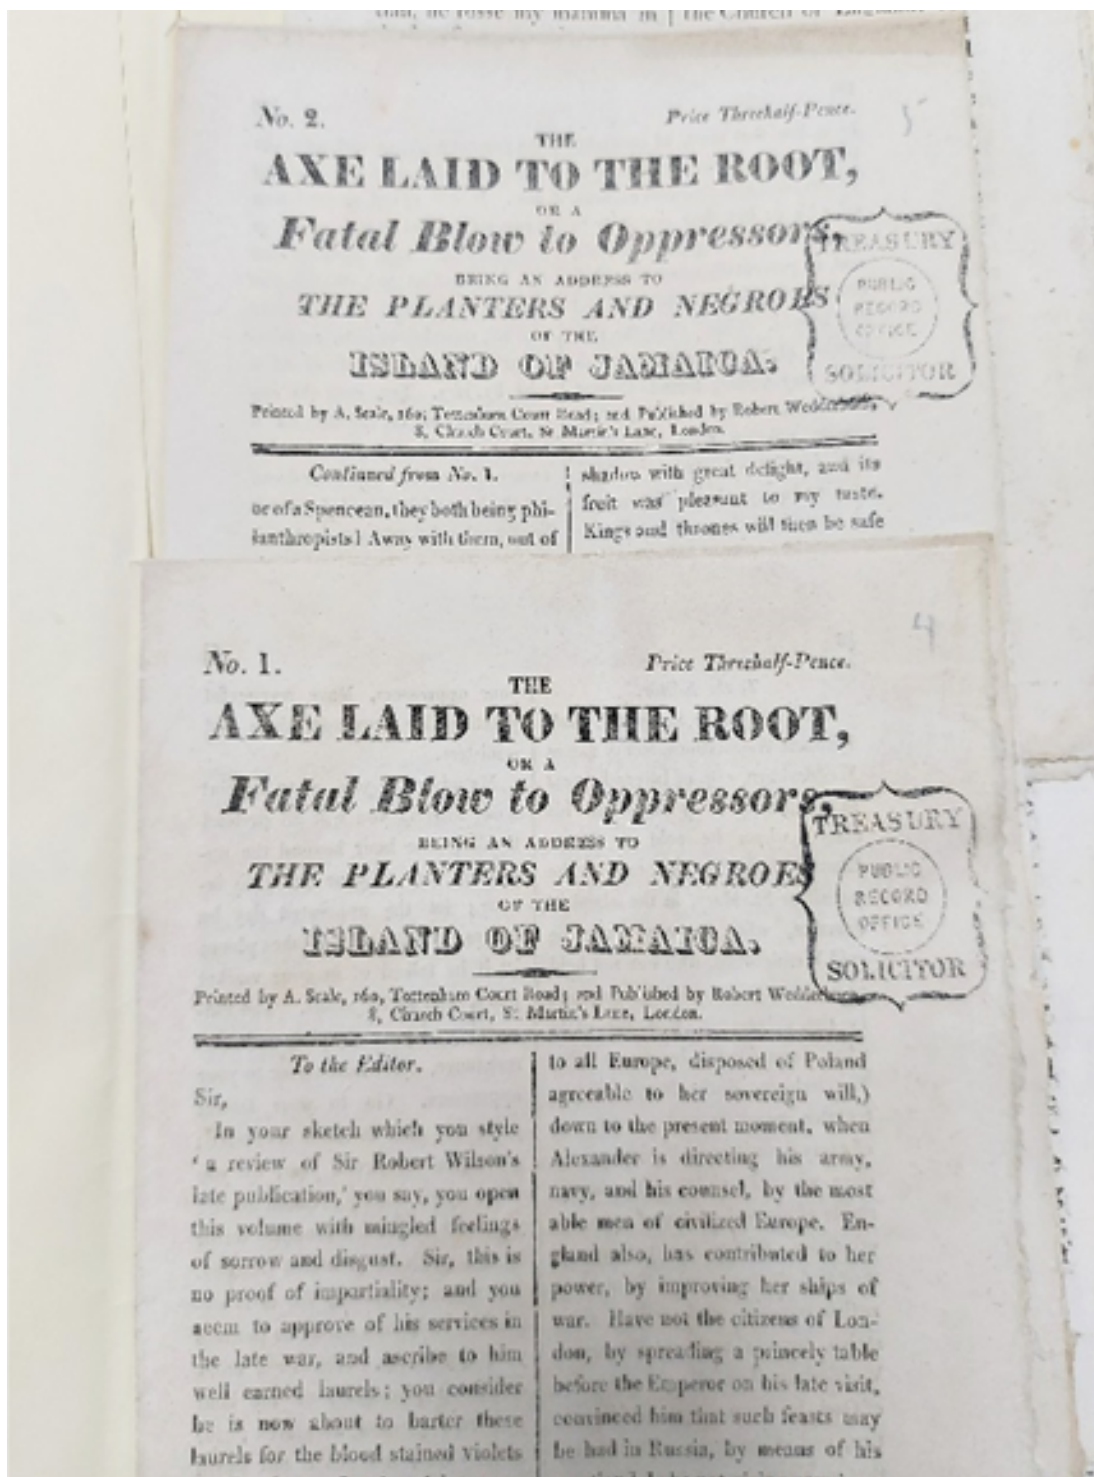 the Church of England
No. 2.
Price Threehalf-Pence.
5
THE
AXE LAID TO THE ROOT,
OR A
Fatal Blow to Oppressors,
BEING AN ADDRESS TO
THE PLANTERS AND NEGROES
OF THE
ISLAND OF JAMAICA.
TREASURY
PUBLIC
RECORD
OFFICE
SOLICITOR
Printed by A. Seale, 160, Tottenham Court Road; and Published by Robert Wedderburn,
8, Church Court, St. Martin's Lane, London.
Continued from No. 1.
or of a Spencean, they both being phi-
lanthropists! Away with them, out of
shadow with great delight, and its
fruit was pleasant to my taste.
Kings and thrones will then be safe
4
No. 1.
Price Threehalf-Pence.
THE
AXE LAID TO THE ROOT,
OR A
Fatal Blow to Oppressors,
BEING AN ADDRESS TO
THE PLANTERS AND NEGROES
OF THE
ISLAND OF JAMAICA.
TREASURY
PUBLIC
RECORD
OFFICE
SOLICITOR
Printed by A. Seale, 160, Tottenham Court Road; and Published by Robert Wedderburn,
8, Church Court, St. Martin's Lane, London.
To the Editor.
Sir,
In your sketch which you style
‘a review of Sir Robert Wilson's
late publication,’ you say, you open
this volume with mingled feelings
of sorrow and disgust. Sir, this is
no proof of impartiality; and you
seem to approve of his services in
the late war, and ascribe to him
well earned laurels; you consider
he is now about to barter these
laurels for the blood stained violets
to all Europe, disposed of Poland
agreeable to her sovereign will,)
down to the present moment, when
Alexander is directing his army,
navy, and his counsel, by the most
able men of civilized Europe. En-
gland also, has contributed to her
power, by improving her ships of
war. Have not the citizens of Lon-
don, by spreading a princely table
before the Emperor on his late visit,
convinced him that such feasts may
be had in Russia, by means of his